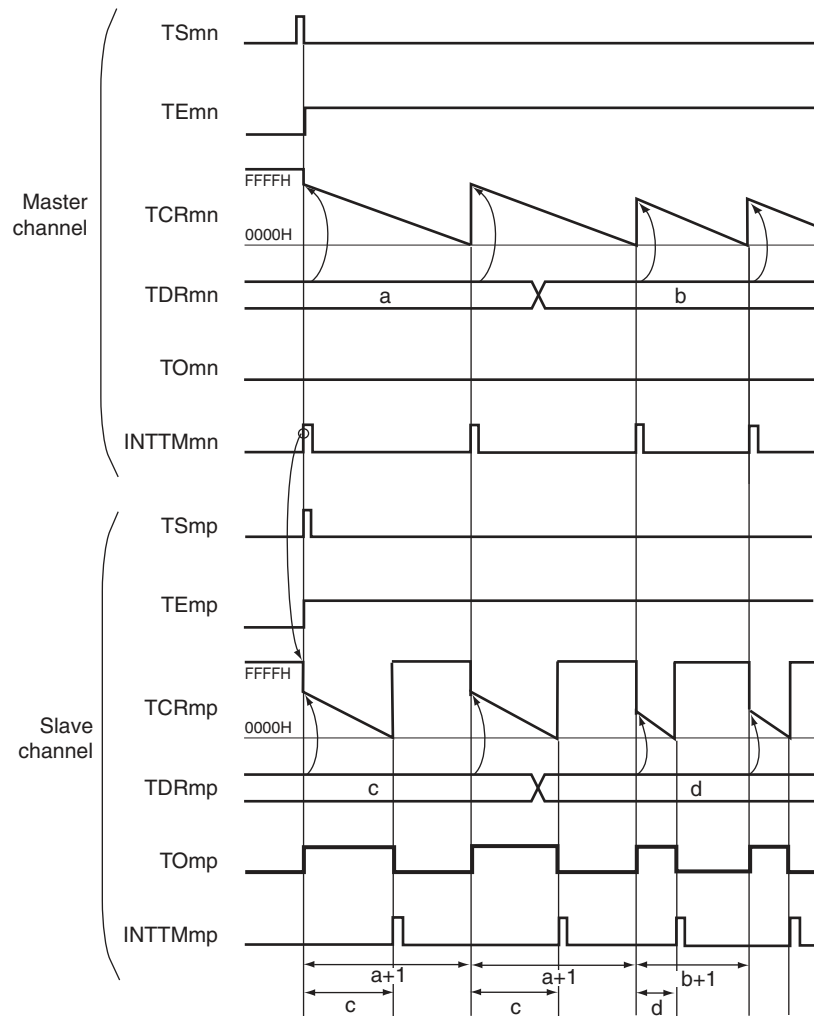 TSmn
TEmn
FFFFH
Master
channel
TCRmn
0000H
TDRmn
a
b
TOmn
INTTMmn
TSmp
TEmp
FFFFH
TCRmp
Slave
channel
0000H
TDRmp
c
d
TOmp
INTTMmp
a+1
a+1
b+1
c
c
d